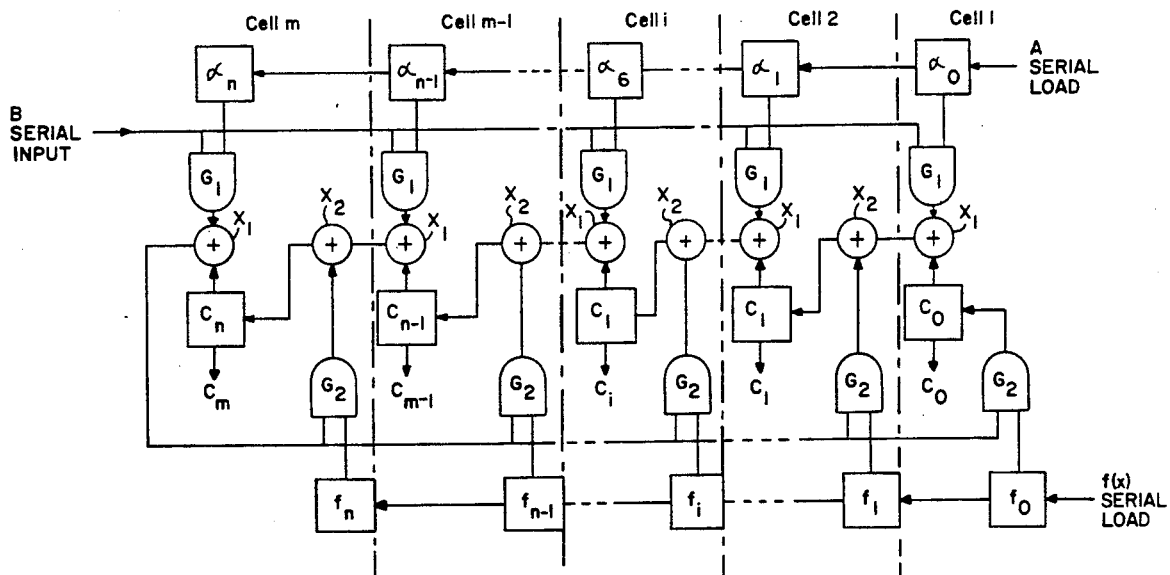 Cell m Cell m-1 Cell i Cell 2 Cell 1
αn αn-1 α6 α1 α0
A
SERIAL
LOAD
B
SERIAL
INPUT
G1 G1 G1 G1 G1
X1 X2 X1 X2 X1 X2 X1 X2 X1
+ + + + + + + + +
Cn Cn-1 C1 C1 C0
Cm Cm-1 Ci C1 C0
G2 G2 G2 G2 G2
fn fn-1 fi f1 f0
f(x)
SERIAL
LOAD